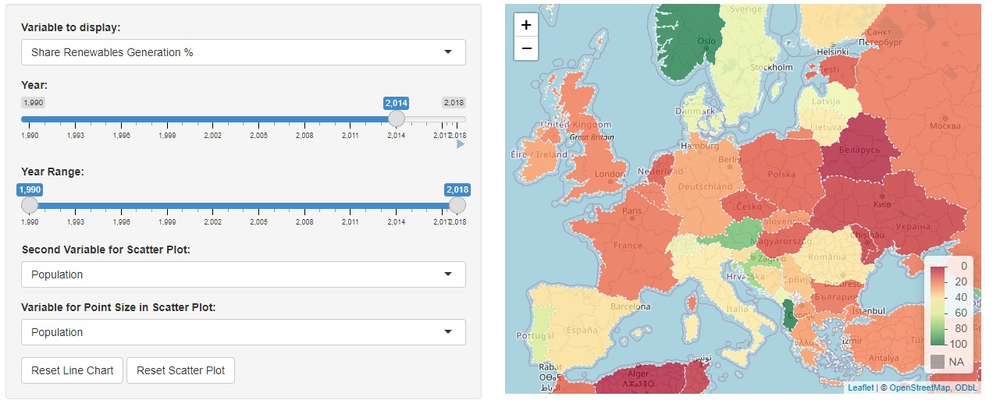 Variable to display:
Share Renewables Generation %
Year:
1,990
2,014
2,018
1,990 1,993 1,996 1,999 2,002 2,005 2,008 2,011 2,014 2,017 2,018
Year Range:
1,990
2,018
1,990 1,993 1,996 1,999 2,002 2,005 2,008 2,011 2,014 2,017 2,018
Second Variable for Scatter Plot:
Population
Variable for Point Size in Scatter Plot:
Population
Reset Line Chart
Reset Scatter Plot
+
−
Sverige
Oslo
Санкт-
Петербург
Helsinki
Eesti
Stockholm
Latvija
Danmark
Lietuva
Москва
United Kingdom
Great Britain
Hamburg
Беларусь
Éire / Ireland
Berlin
London
Nederland
Polska
Deutschland
Paris
Česko
Київ
Slovensko
Україна
France
Magyarország
Chișinău
România
Zagreb
Hrvatska
București
България
Barcelona
Italia
İstanbul
España
Portugal
İzmir
Antalya
Rabat
الرباط
تونس
Alger
0
20
40
60
80
100
NA
Leaflet | © OpenStreetMap, ODbL